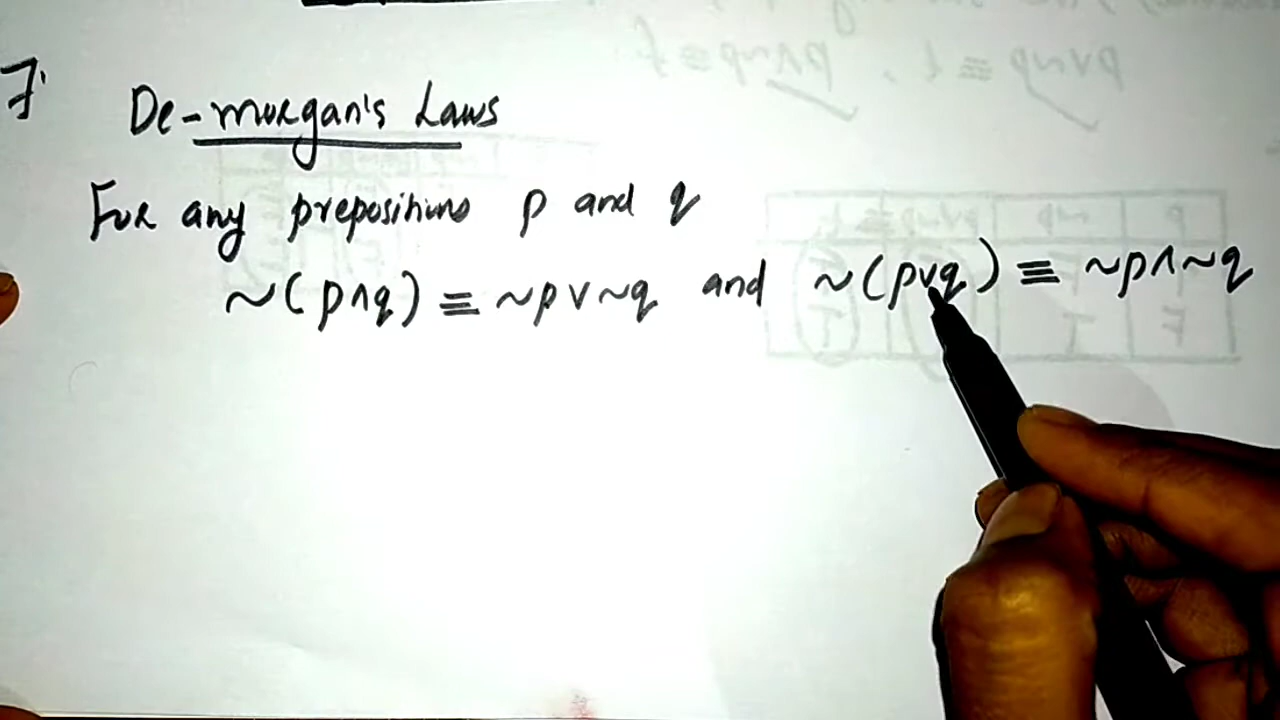 7'
De-morgan's Laws
For any prepositions p and q
~(p∧q) ≡ ~p∨~q and ~(p∨q) ≡ ~p∧~q